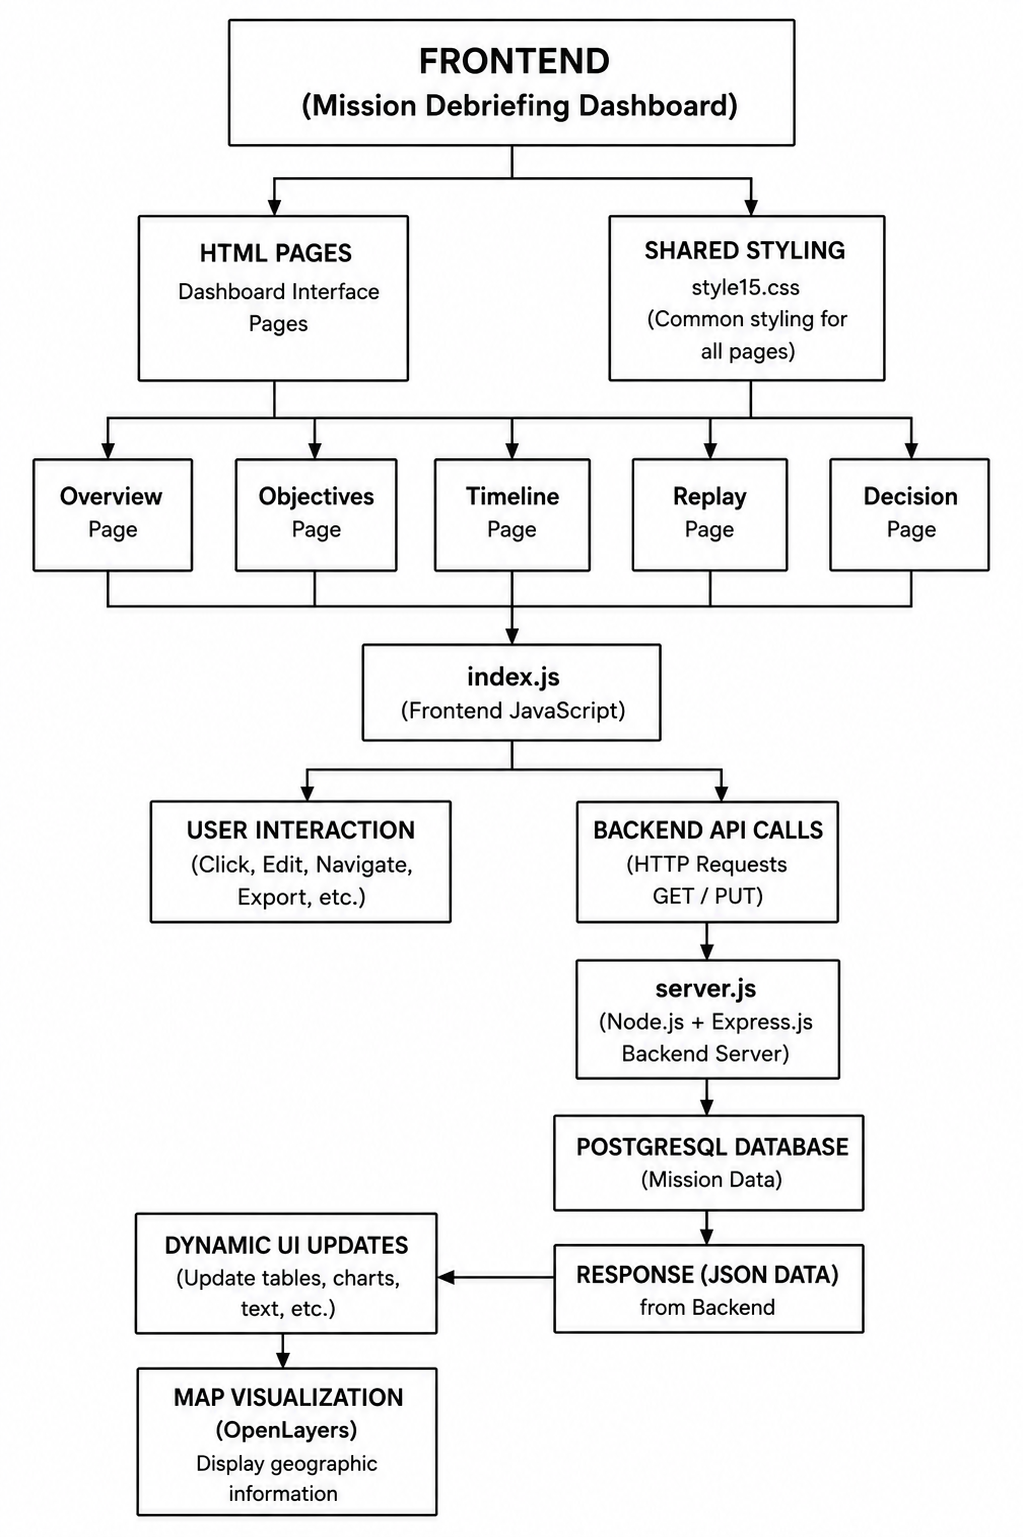 FRONTEND
(Mission Debriefing Dashboard)
HTML PAGES
Dashboard Interface
Pages
SHARED STYLING
style15.css
(Common styling for
all pages)
Overview
Page
Objectives
Page
Timeline
Page
Replay
Page
Decision
Page
index.js
(Frontend JavaScript)
USER INTERACTION
(Click, Edit, Navigate,
Export, etc.)
BACKEND API CALLS
(HTTP Requests
GET / PUT)
server.js
(Node.js + Express.js
Backend Server)
POSTGRESQL DATABASE
(Mission Data)
RESPONSE (JSON DATA)
from Backend
DYNAMIC UI UPDATES
(Update tables, charts,
text, etc.)
MAP VISUALIZATION
(OpenLayers)
Display geographic
information